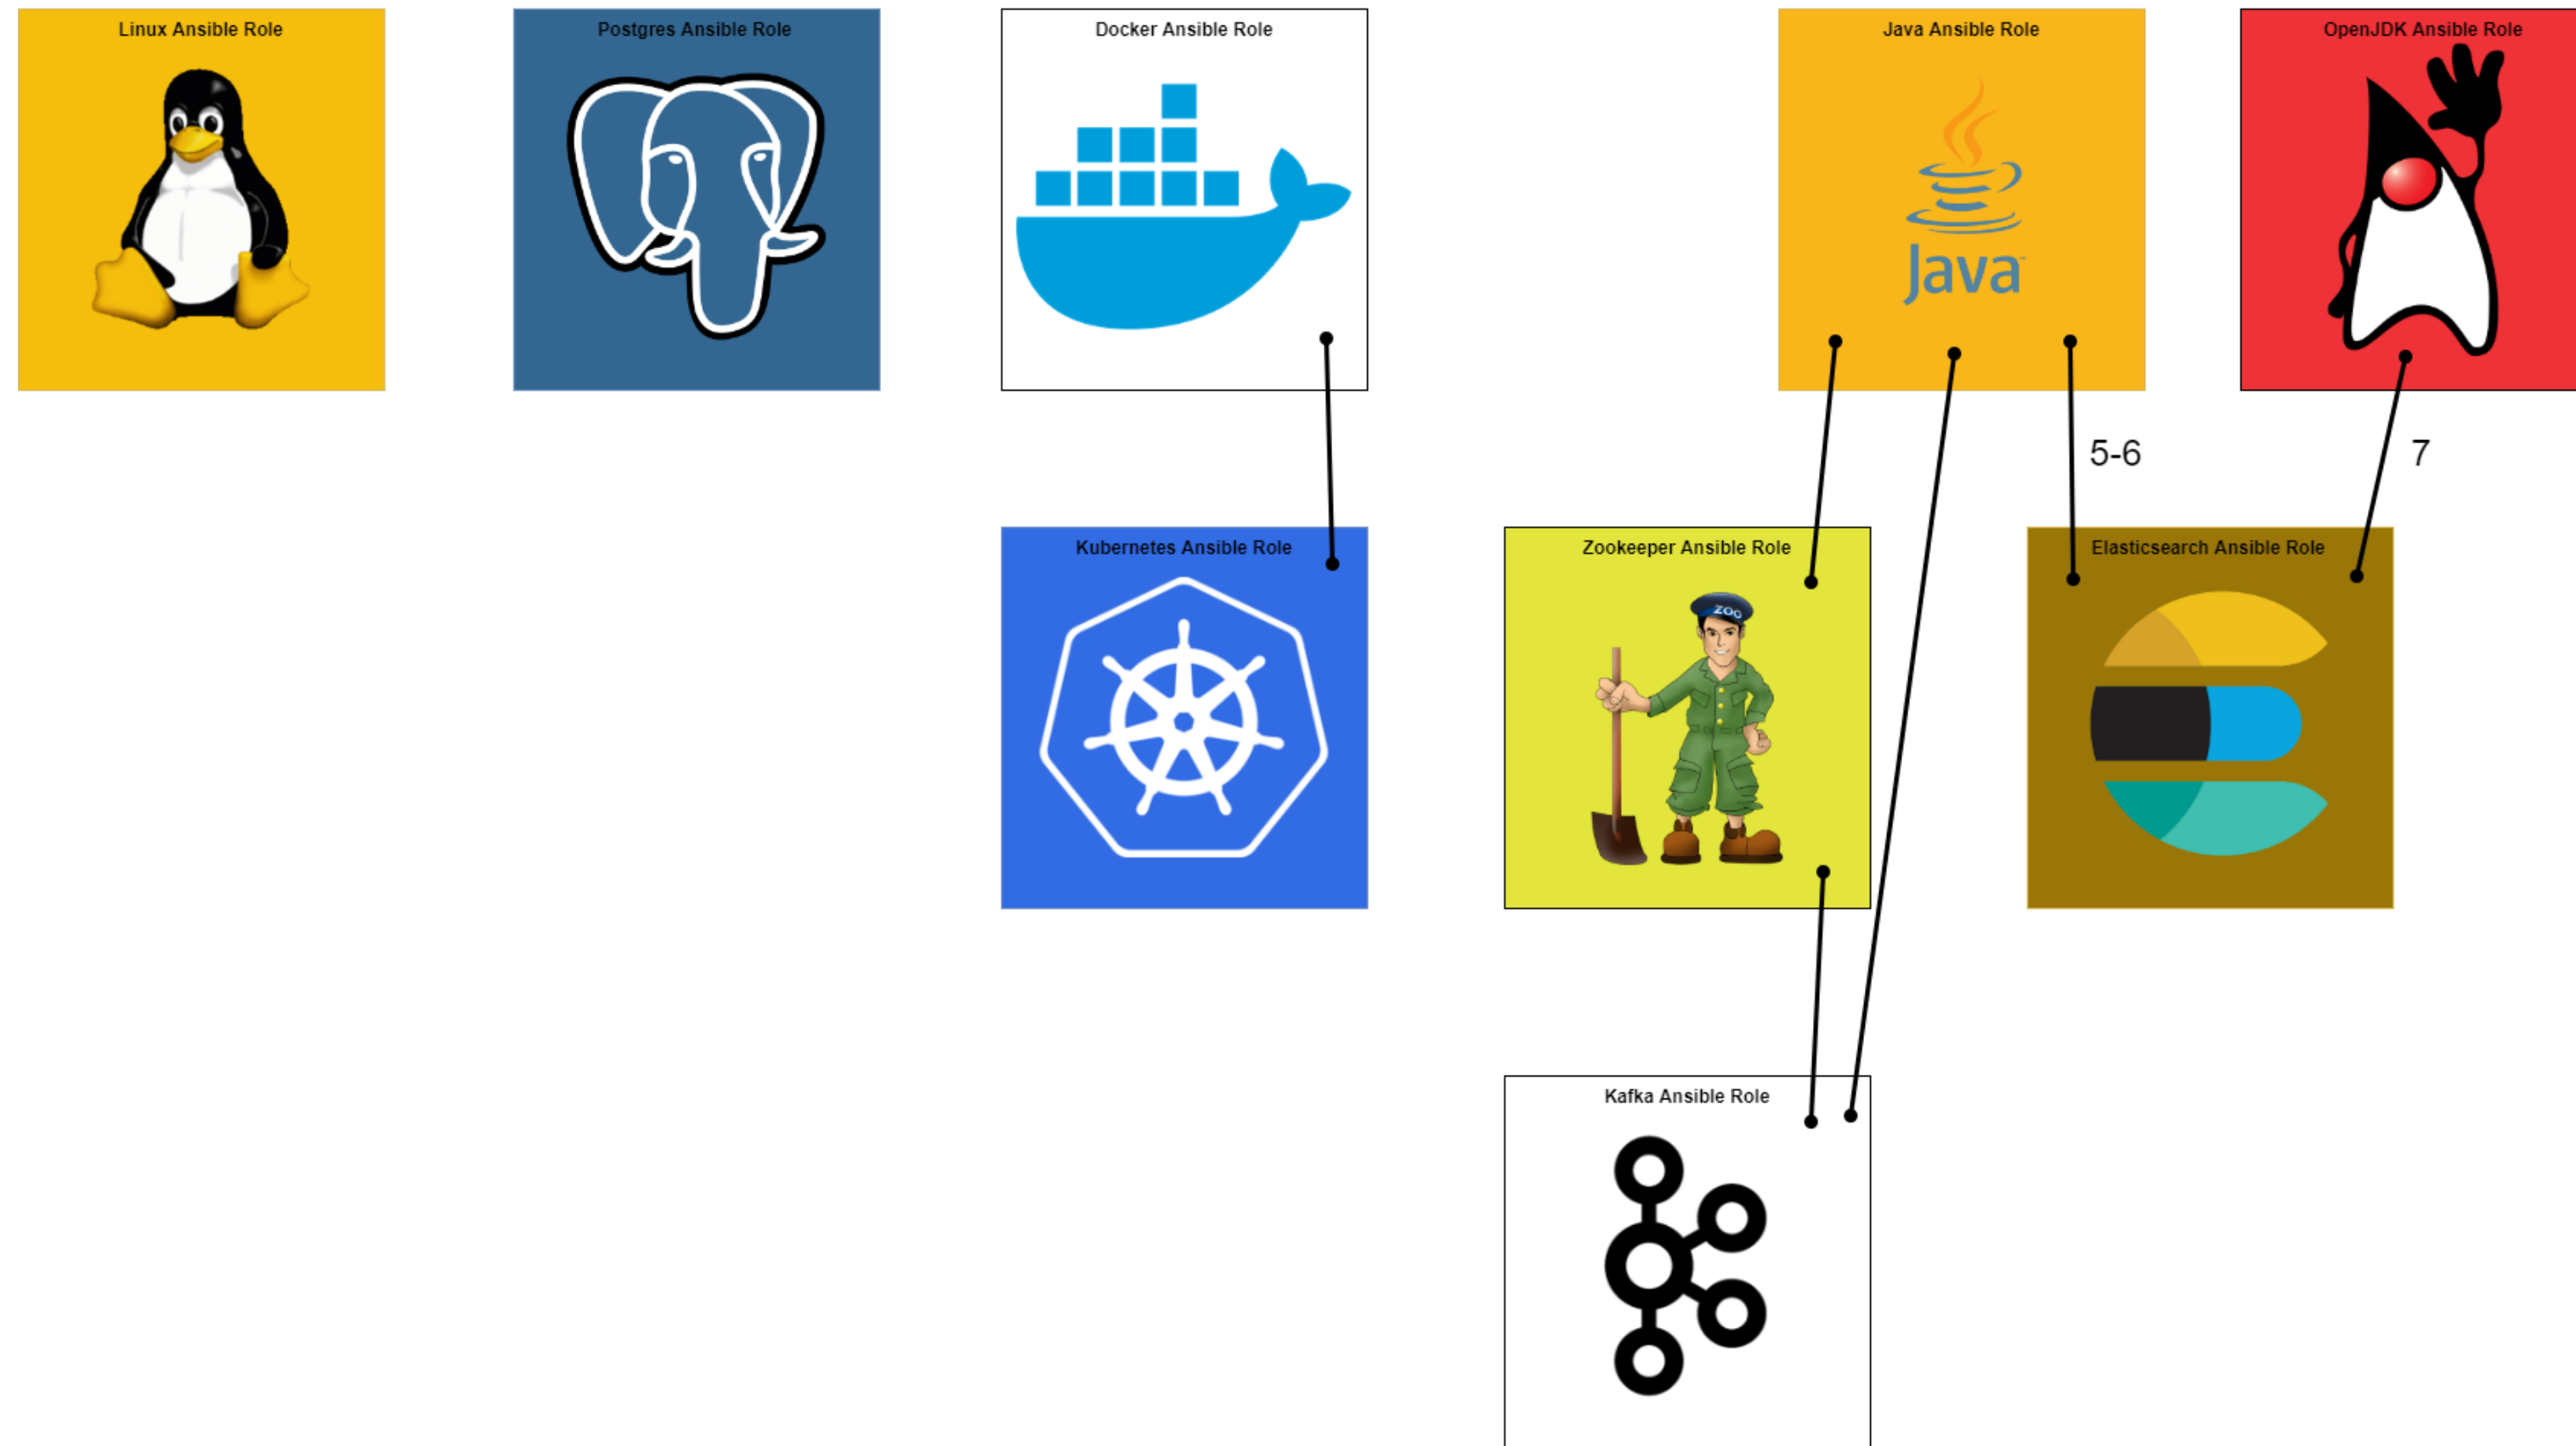 Linux Ansible Role
Postgres Ansible Role
Docker Ansible Role
Java Ansible Role
OpenJDK Ansible Role
Java
5-6
7
Kubernetes Ansible Role
Zookeeper Ansible Role
Elasticsearch Ansible Role
ZOO
Kafka Ansible Role